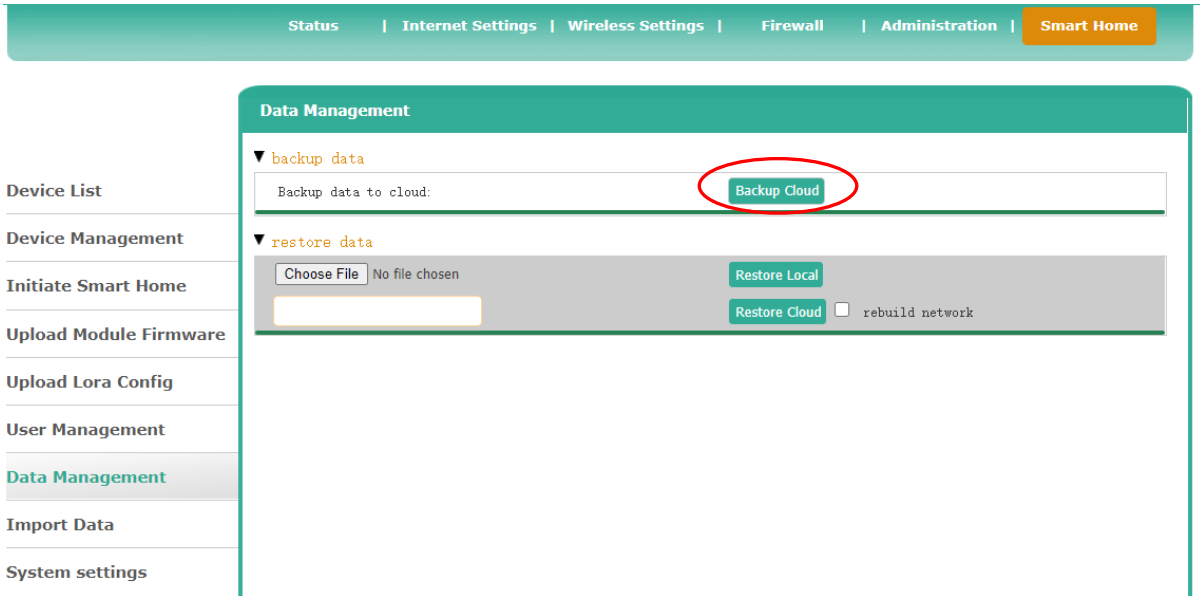 Status | Internet Settings | Wireless Settings | Firewall | Administration | Smart Home
Data Management
Device List
Device Management
Initiate Smart Home
Upload Module Firmware
Upload Lora Config
User Management
Data Management
Import Data
System settings
▼ backup data
Backup data to cloud: Backup Cloud
▼ restore data
Choose File No file chosen Restore Local
Restore Cloud rebuild network